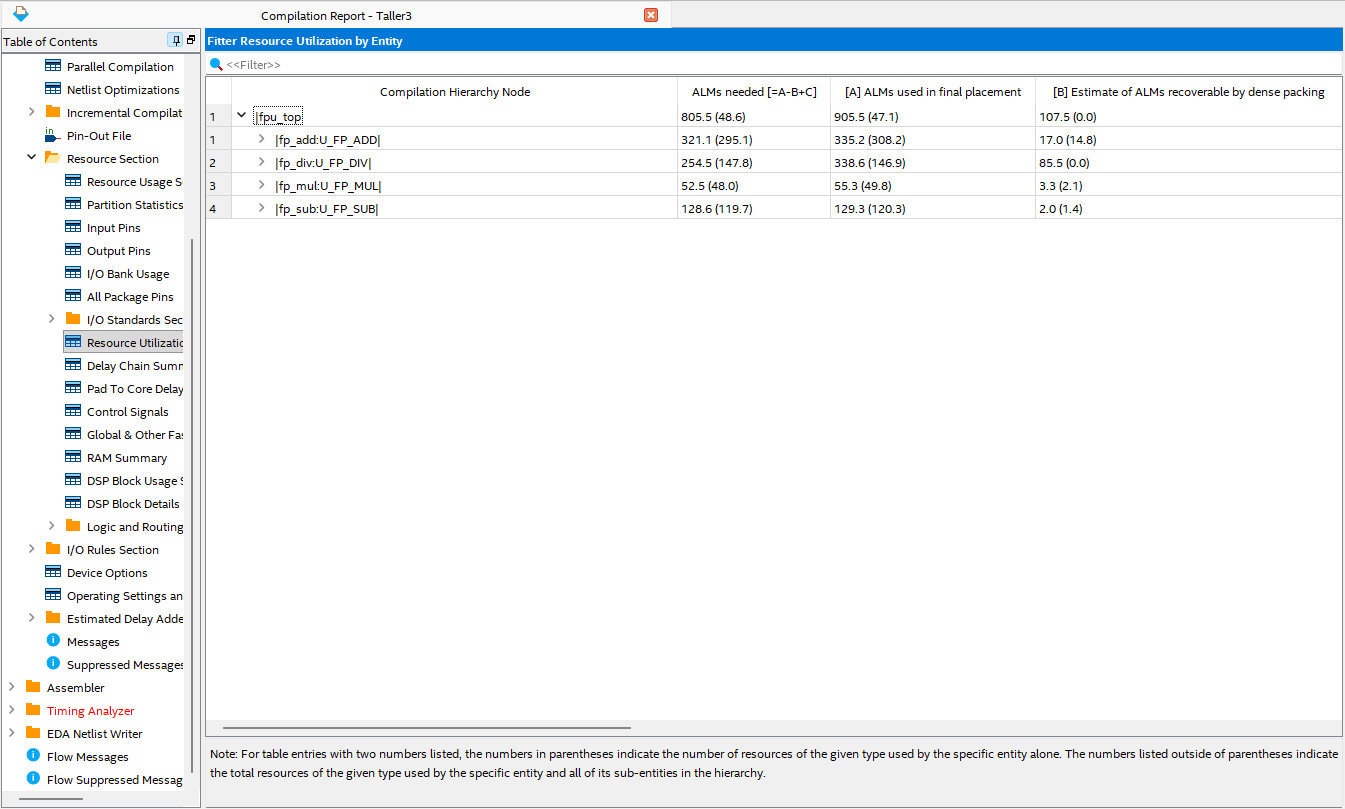 Compilation Report - Taller3
Table of Contents
Parallel Compilation
Netlist Optimizations
Incremental Compilat
in
Pin-Out File
Resource Section
Resource Usage S
Partition Statistics
Input Pins
Output Pins
I/O Bank Usage
All Package Pins
I/O Standards Sec
Resource Utilizatio
Delay Chain Summ
Pad To Core Delay
Control Signals
Global & Other Fas
RAM Summary
DSP Block Usage S
DSP Block Details
Logic and Routing
I/O Rules Section
Device Options
Operating Settings an
Estimated Delay Adde
Messages
Suppressed Messages
Assembler
Timing Analyzer
EDA Netlist Writer
Flow Messages
Flow Suppressed Messag
Fitter Resource Utilization by Entity
<<Filter>>
Compilation Hierarchy Node ALMs needed [=A-B+C] [A] ALMs used in final placement [B] Estimate of ALMs recoverable by dense packing
1 |fpu_top 805.5 (48.6) 905.5 (47.1) 107.5 (0.0)
1 |fp_add:U_FP_ADD| 321.1 (295.1) 335.2 (308.2) 17.0 (14.8)
2 |fp_div:U_FP_DIV| 254.5 (147.8) 338.6 (146.9) 85.5 (0.0)
3 |fp_mul:U_FP_MUL| 52.5 (48.0) 55.3 (49.8) 3.3 (2.1)
4 |fp_sub:U_FP_SUB| 128.6 (119.7) 129.3 (120.3) 2.0 (1.4)
Note: For table entries with two numbers listed, the numbers in parentheses indicate the number of resources of the given type used by the specific entity alone. The numbers listed outside of parentheses indicate
the total resources of the given type used by the specific entity and all of its sub-entities in the hierarchy.